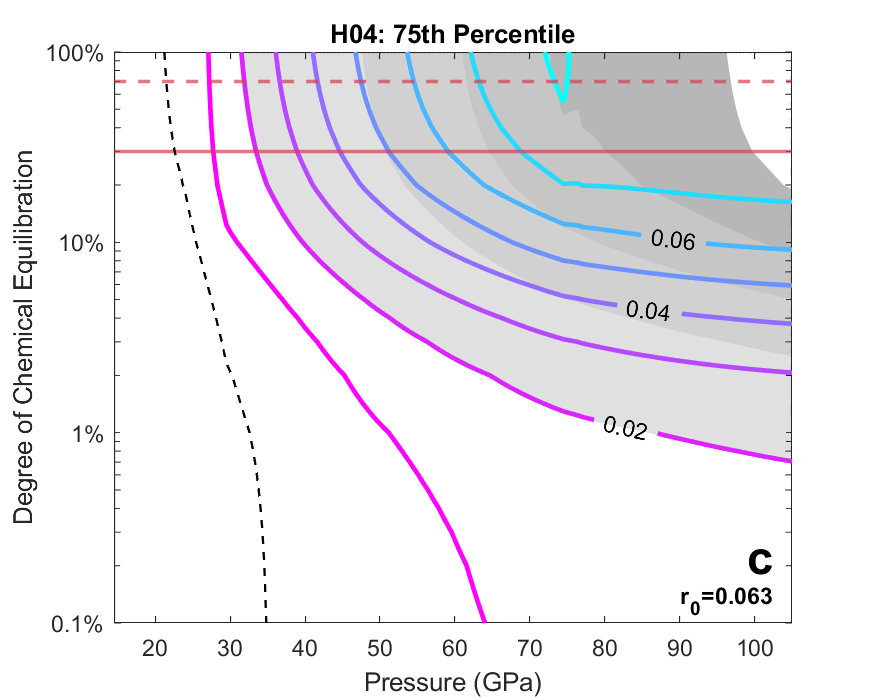 H04: 75th Percentile
100%
10%
1%
0.1%
Degree of Chemical Equilibration
0.06
0.04
0.02
c
r0=0.063
20 30 40 50 60 70 80 90 100
Pressure (GPa)